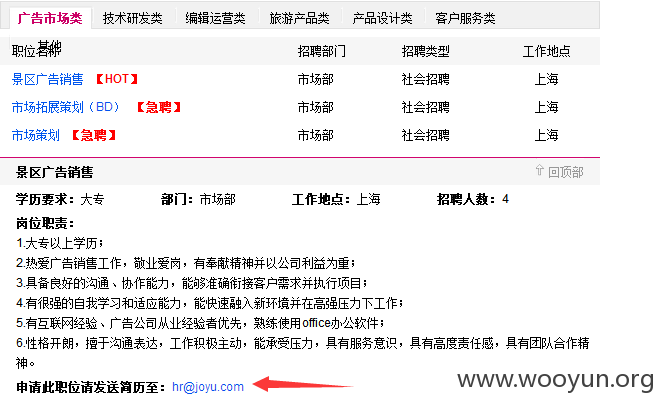 广告市场类 技术研发类 编辑运营类 旅游产品类 产品设计类 客户服务类
其他
职位名称 招聘部门 招聘类型 工作地点
景区广告销售 【HOT】 市场部 社会招聘 上海
市场拓展策划（BD） 【急聘】 市场部 社会招聘 上海
市场策划 【急聘】 市场部 社会招聘 上海
景区广告销售 回顶部
学历要求：大专 部门：市场部 工作地点：上海 招聘人数：4
岗位职责：
1.大专以上学历；
2.热爱广告销售工作，敬业爱岗，有奉献精神并以公司利益为重；
3.具备良好的沟通、协作能力，能够准确衔接客户需求并执行项目；
4.有很强的自我学习和适应能力，能快速融入新环境并在高强压力下工作；
5.有互联网经验、广告公司从业经验者优先，熟练使用office办公软件；
6.性格开朗，擅于沟通表达，工作积极主动，能承受压力，具有服务意识，具有高度责任感，具有团队合作精
神。
申请此职位请发送简历至：hr@joyu.com
www.wooyun.org